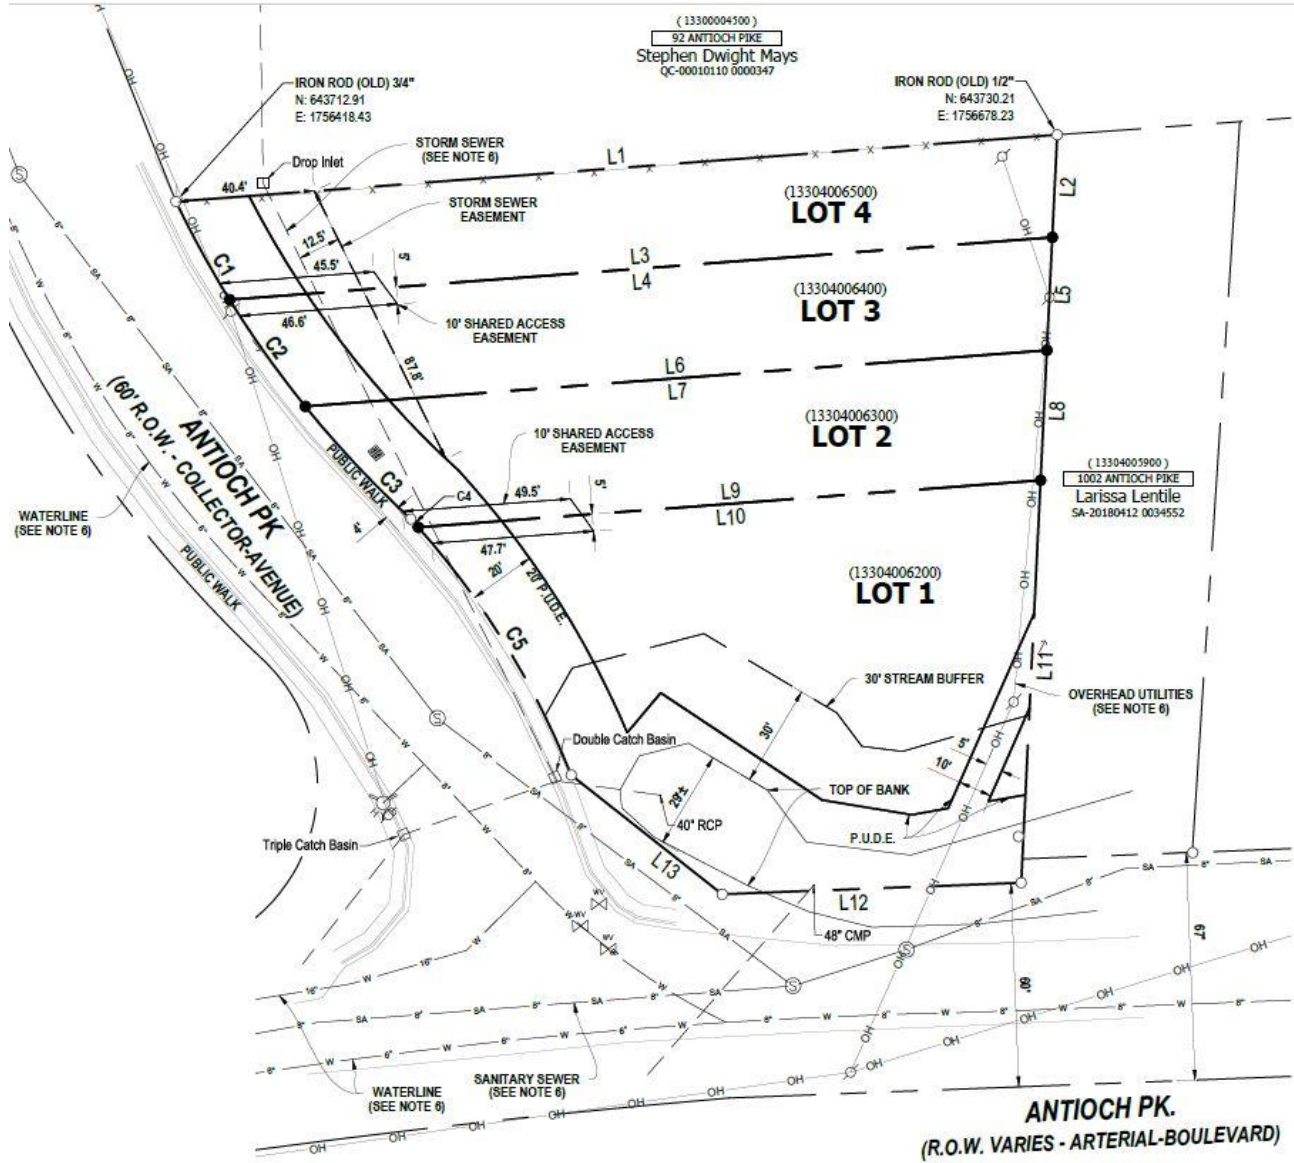 ( 13300004500 )
92 ANTIOCH PIKE
Stephen Dwight Mays
QC-00010110 0000347
IRON ROD (OLD) 3/4"
N: 643712.91
E: 1756418.43
IRON ROD (OLD) 1/2"
N: 643730.21
E: 1756678.23
STORM SEWER
(SEE NOTE 6)
Drop Inlet
L1
40.4'
STORM SEWER
EASEMENT
(13304006500)
LOT 4
L2
12.5'
45.5'
5'
C1
L3
L4
(13304006400)
LOT 3
L5
46.6'
10' SHARED ACCESS
EASEMENT
C2
87.8'
L6
L7
(13304006300)
LOT 2
L8
10' SHARED ACCESS
EASEMENT
ANTIOCH PK
(60' R.O.W. - COLLECTOR-AVENUE)
PUBLIC WALK
C3
C4
49.5'
5'
L9
L10
( 13304005900 )
1002 ANTIOCH PIKE
Larissa Lentile
SA-20180412 0034552
WATERLINE
(SEE NOTE 6)
PUBLIC WALK
4'
47.7'
20'
20' P.U.D.E.
(13304006200)
LOT 1
C5
L11
30' STREAM BUFFER
OVERHEAD UTILITIES
(SEE NOTE 6)
30'
Double Catch Basin
5'
10'
TOP OF BANK
29'±
40" RCP
P.U.D.E.
Triple Catch Basin
L13
L12
48" CMP
60'
67'
WATERLINE
(SEE NOTE 6)
SANITARY SEWER
(SEE NOTE 6)
ANTIOCH PK.
(R.O.W. VARIES - ARTERIAL-BOULEVARD)